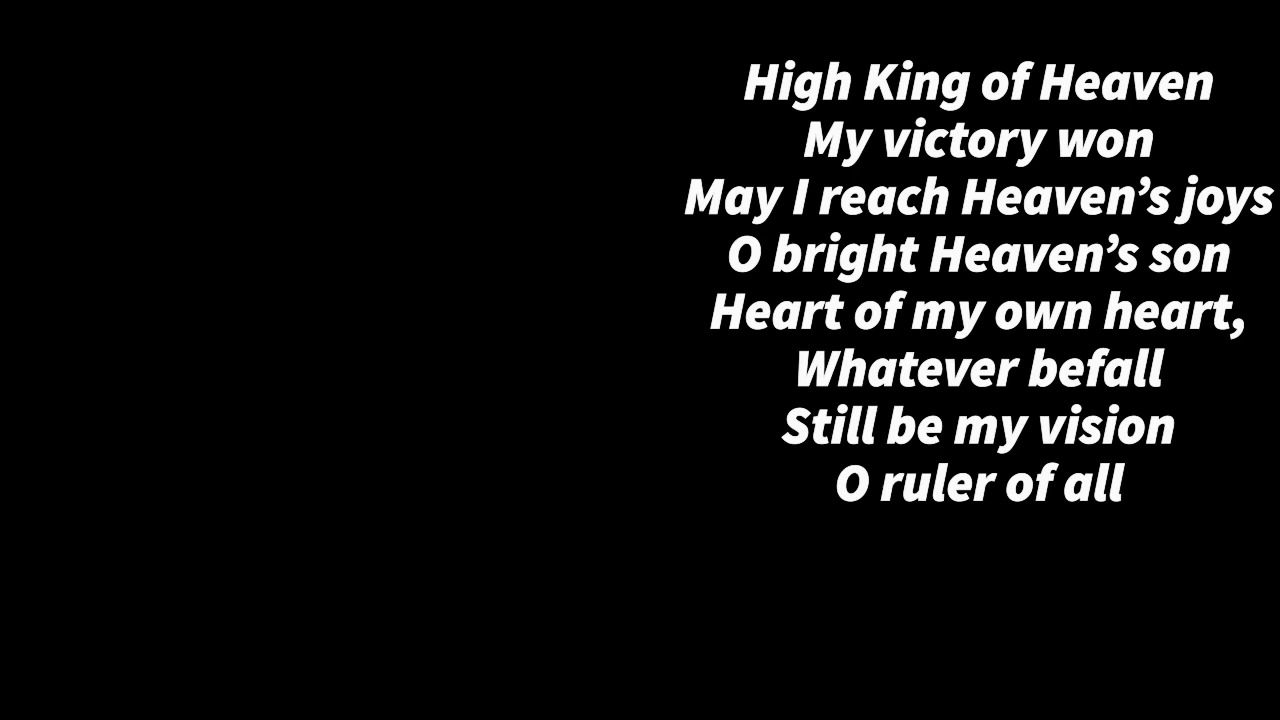 High King of Heaven
My victory won
May I reach Heaven’s joys
O bright Heaven’s son
Heart of my own heart,
Whatever befall
Still be my vision
O ruler of all